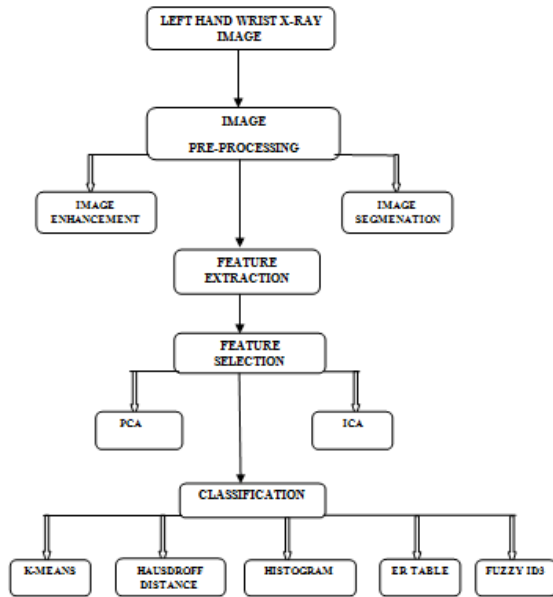 LEFT HAND WRIST X-RAY
IMAGE
IMAGE
PRE-PROCESSING
IMAGE
ENHANCEMENT
IMAGE
SEGMENATION
FEATURE
EXTRACTION
FEATURE
SELECTION
PCA
ICA
CLASSIFICATION
K-MEANS
HAUSDROFF
DISTANCE
HISTOGRAM
ER TABLE
FUZZY ID3